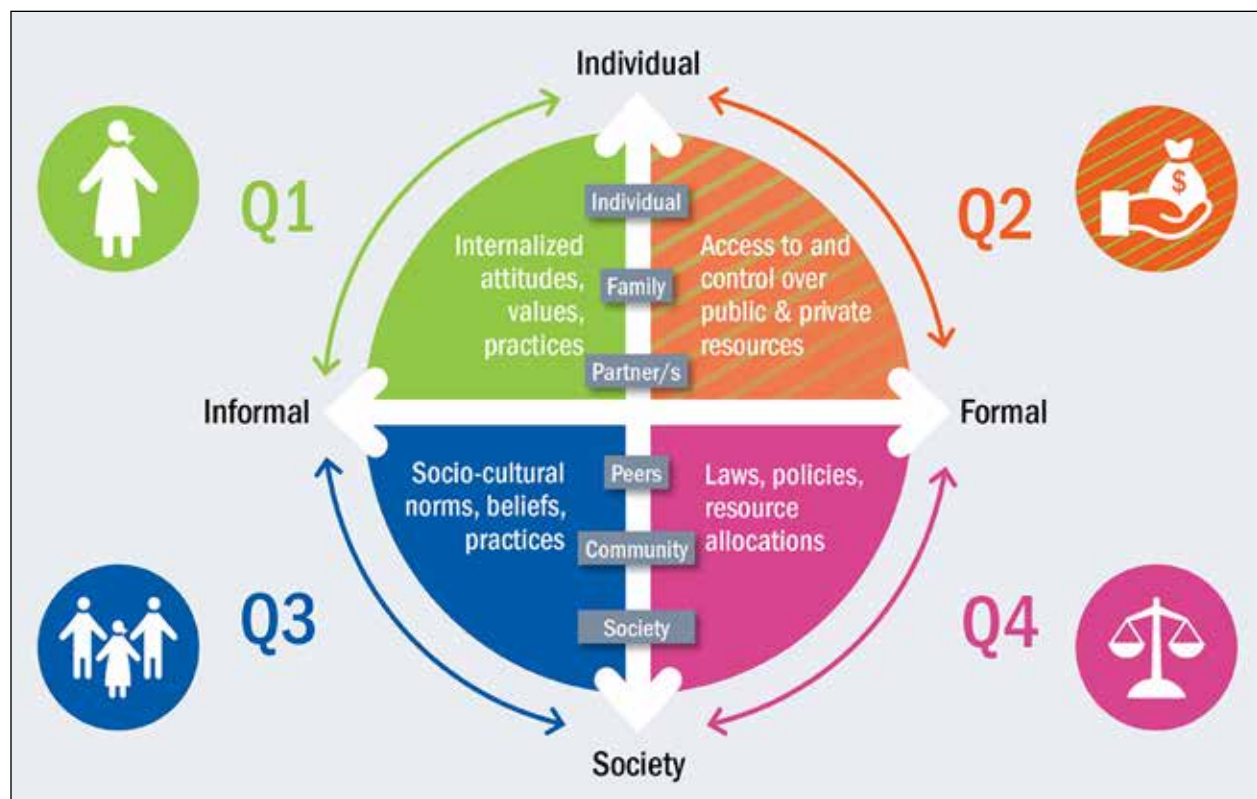 Individual
Q1
Q2
$
Individual
Internalized
attitudes,
values,
practices
Family
Access to and
control over
public & private
resources
Partner/s
Informal
Formal
Socio-cultural
norms, beliefs,
practices
Peers
Laws, policies,
resource
allocations
Community
Q3
Society
Q4
Society